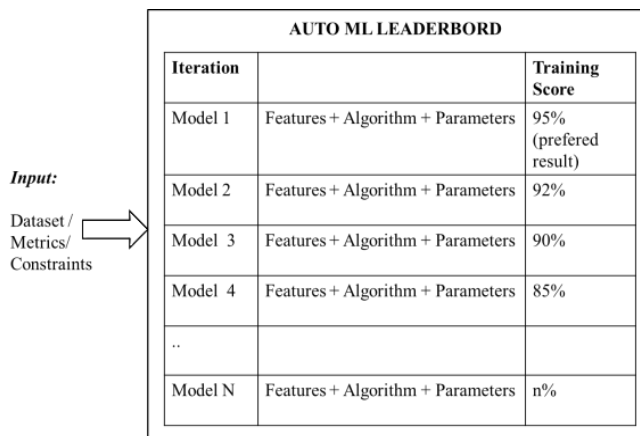 AUTO ML LEADERBORD
Iteration
Training
Score
Model 1
Features + Algorithm + Parameters
95%
(prefered
result)
Input:
Dataset /
Metrics/
Constraints
Model 2
Features + Algorithm + Parameters
92%
Model 3
Features + Algorithm + Parameters
90%
Model 4
Features + Algorithm + Parameters
85%
..
Model N
Features + Algorithm + Parameters
n%